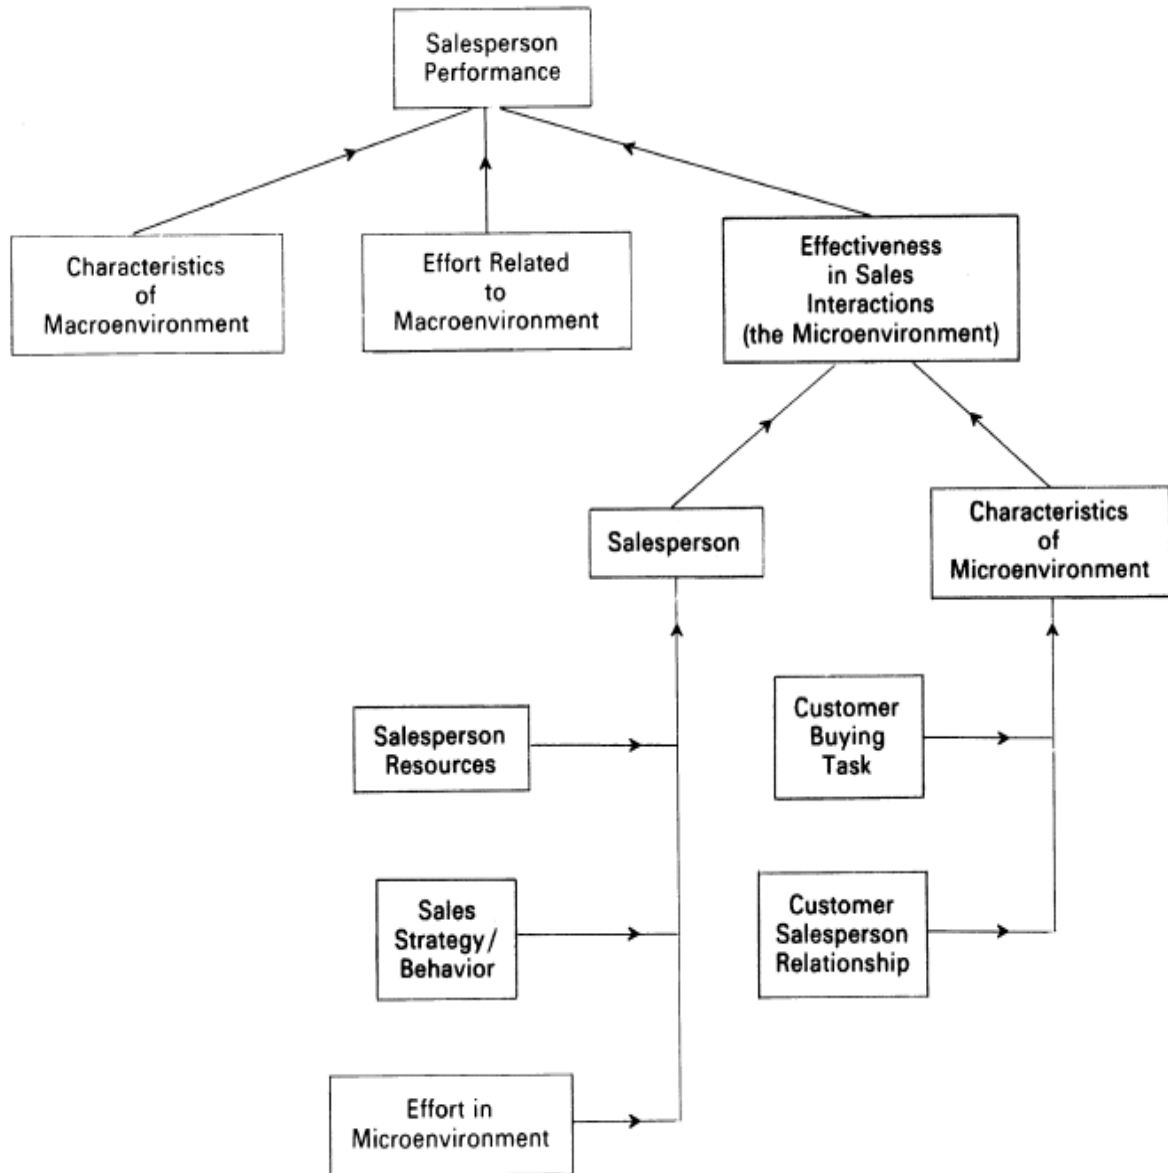 Salesperson
Performance
Characteristics
of
Macroenvironment
Effort Related
to
Macroenvironment
Effectiveness
in Sales
Interactions
(the Microenvironment)
Salesperson
Characteristics
of
Microenvironment
Salesperson
Resources
Customer
Buying
Task
Sales
Strategy/
Behavior
Customer
Salesperson
Relationship
Effort in
Microenvironment